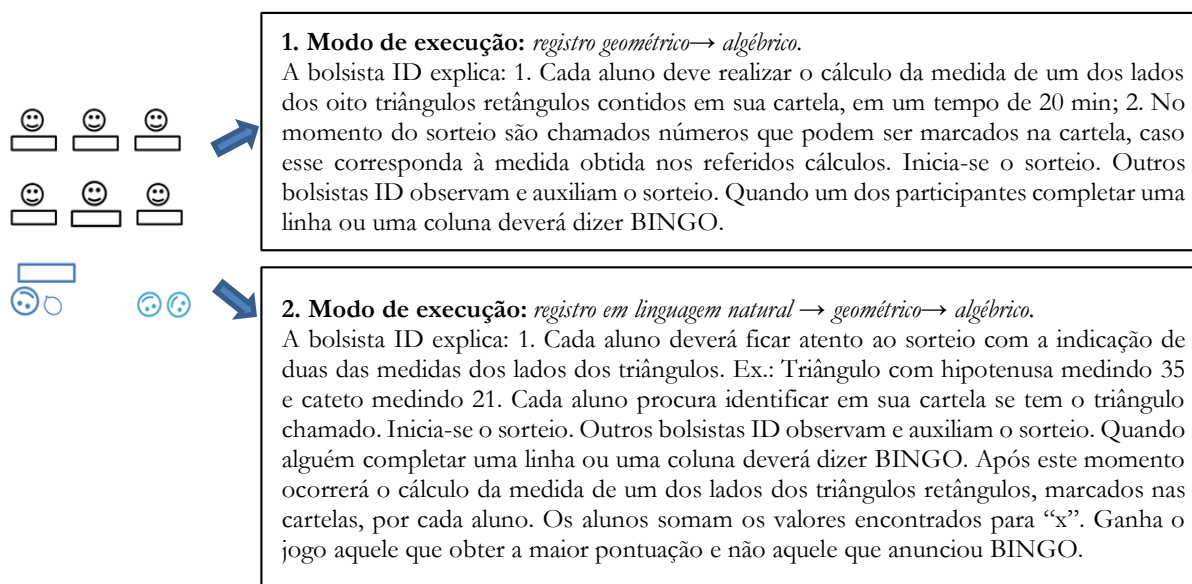 1. Modo de execução: registro geométrico→ algébrico.
A bolsista ID explica: 1. Cada aluno deve realizar o cálculo da medida de um dos lados
dos oito triângulos retângulos contidos em sua cartela, em um tempo de 20 min; 2. No
momento do sorteio são chamados números que podem ser marcados na cartela, caso
esse corresponda à medida obtida nos referidos cálculos. Inicia-se o sorteio. Outros
bolsistas ID observam e auxiliam o sorteio. Quando um dos participantes completar uma
linha ou uma coluna deverá dizer BINGO.
2. Modo de execução: registro em linguagem natural → geométrico→ algébrico.
A bolsista ID explica: 1. Cada aluno deverá ficar atento ao sorteio com a indicação de
duas das medidas dos lados dos triângulos. Ex.: Triângulo com hipotenusa medindo 35
e cateto medindo 21. Cada aluno procura identificar em sua cartela se tem o triângulo
chamado. Inicia-se o sorteio. Outros bolsistas ID observam e auxiliam o sorteio. Quando
alguém completar uma linha ou uma coluna deverá dizer BINGO. Após este momento
ocorrerá o cálculo da medida de um dos lados dos triângulos retângulos, marcados nas
cartelas, por cada aluno. Os alunos somam os valores encontrados para “x”. Ganha o
jogo aquele que obter a maior pontuação e não aquele que anunciou BINGO.